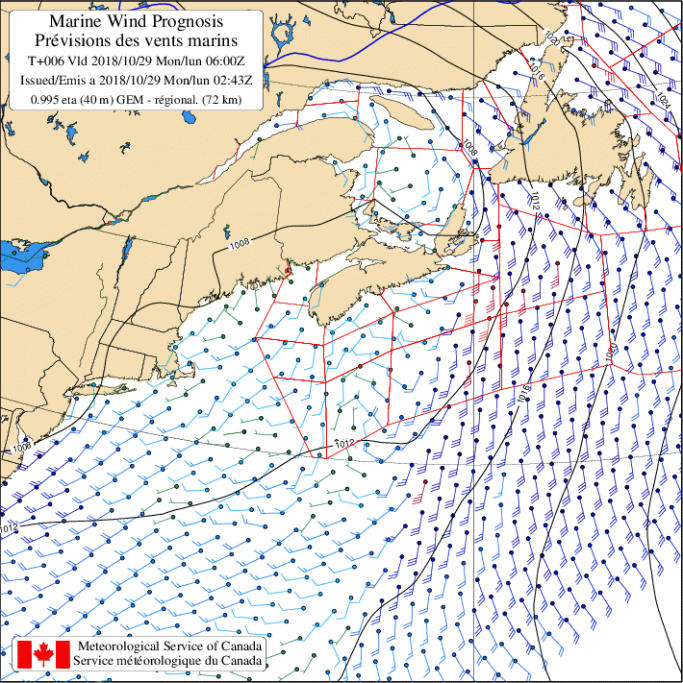 Marine Wind Prognosis
Prévisions des vents marins
T+006 Vld 2018/10/29 Mon/lun 06:00Z
Issued/Emis a 2018/10/29 Mon/lun 02:43Z
0.995 eta (40 m) GEM - régional. (72 km)
1020
1016
1024
1008
1012
1008
1020
1016
1012
1008
1012
Meteorological Service of Canada
Service météorologique du Canada